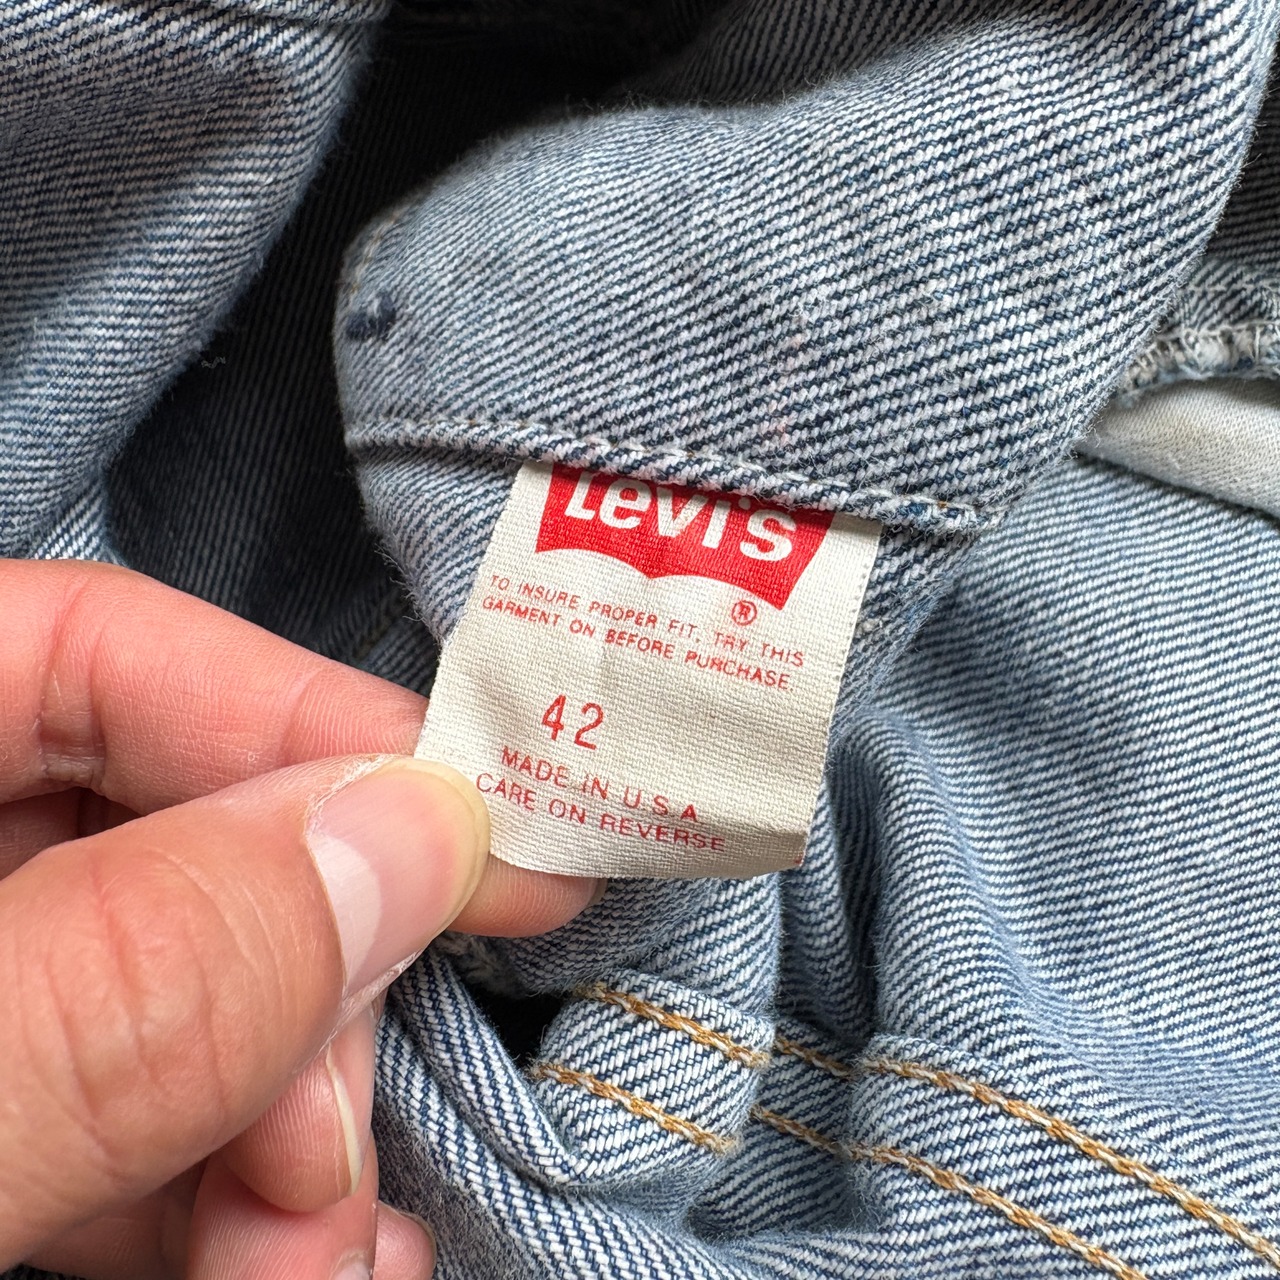 Levi's
®
TO INSURE PROPER FIT, TRY THIS
GARMENT ON BEFORE PURCHASE.
42
MADE IN U S A
CARE ON REVERSE